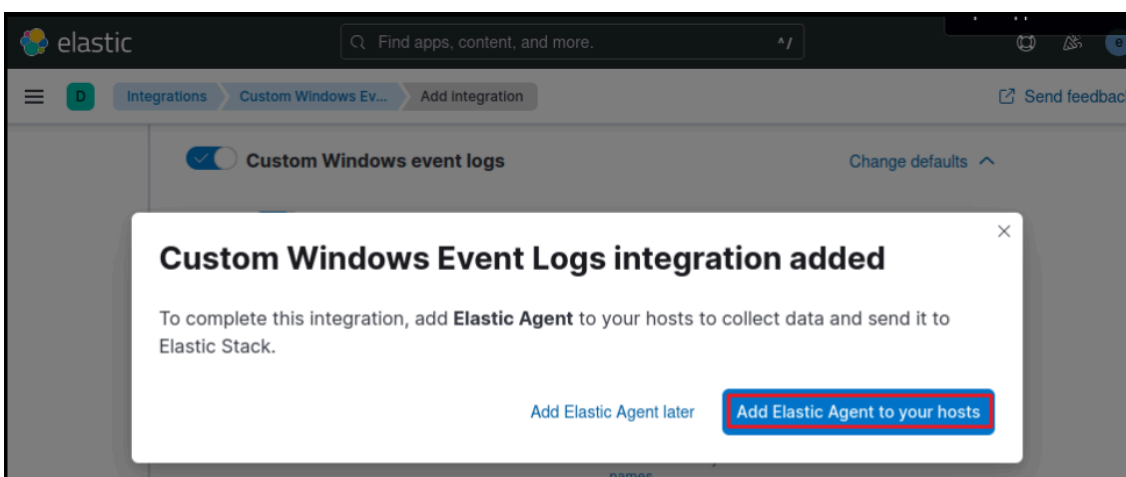 elastic
Find apps, content, and more.
^/
e
D
Integrations
Custom Windows Ev...
Add integration
Send feedbac
Custom Windows event logs
Change defaults
Custom Windows Event Logs integration added
To complete this integration, add Elastic Agent to your hosts to collect data and send it to
Elastic Stack.
Add Elastic Agent later
Add Elastic Agent to your hosts
names